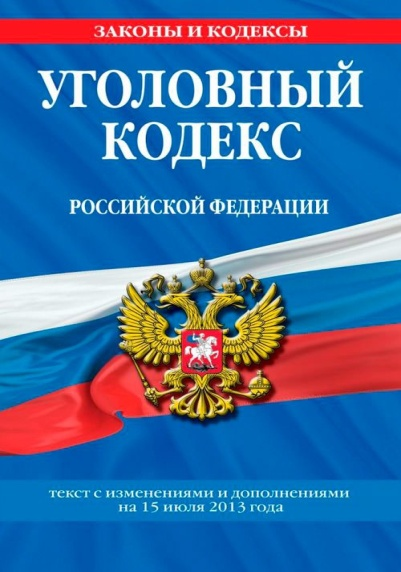 ЗАКОНЫ И КОДЕКСЫ
УГОЛОВНЫЙ
КОДЕКС
РОССИЙСКОЙ ФЕДЕРАЦИИ
ТЕКСТ С ИЗМЕНЕНИЯМИ И ДОПОЛНЕНИЯМИ
НА 15 ИЮЛЯ 2013 ГОДА